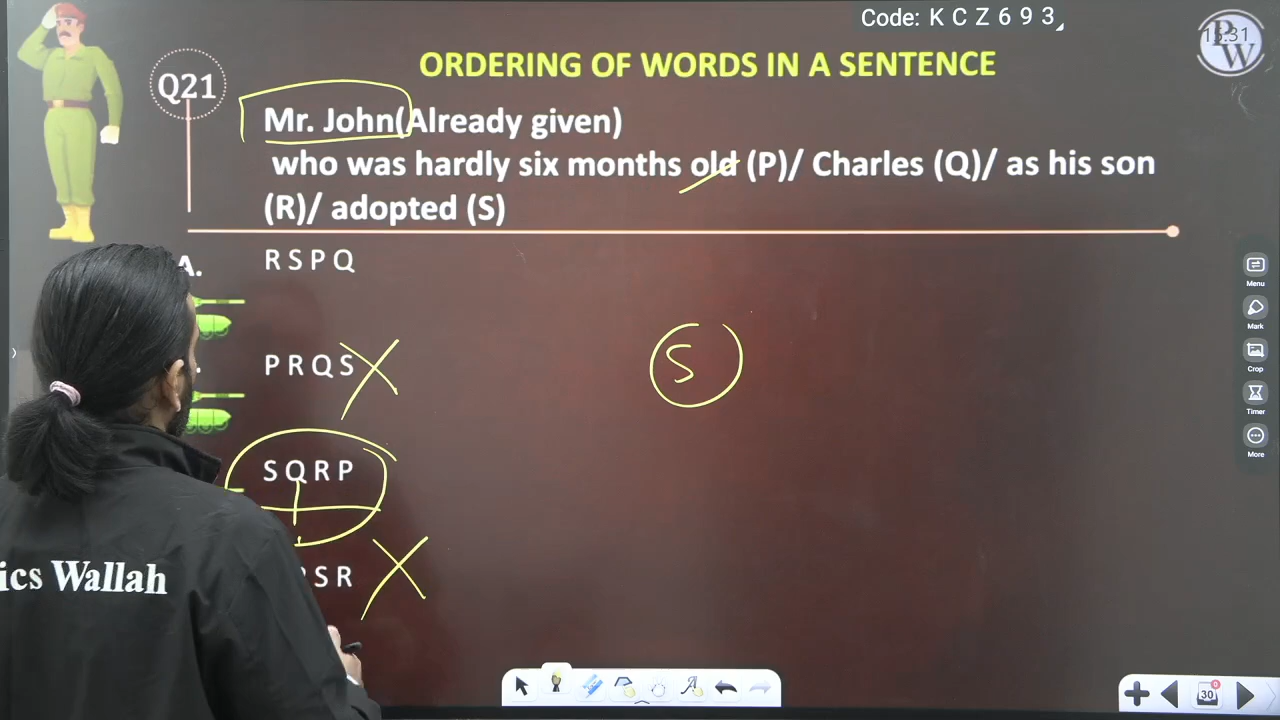 Code: K C Z 6 9 3
Q21
ORDERING OF WORDS IN A SENTENCE
Mr. John(Already given)
who was hardly six months old (P)/ Charles (Q)/ as his son
(R)/ adopted (S)
A. R S P Q
P R Q S
S
S Q R P
S R
ics Wallah
Menu
Mark
Crop
Timer
More
30